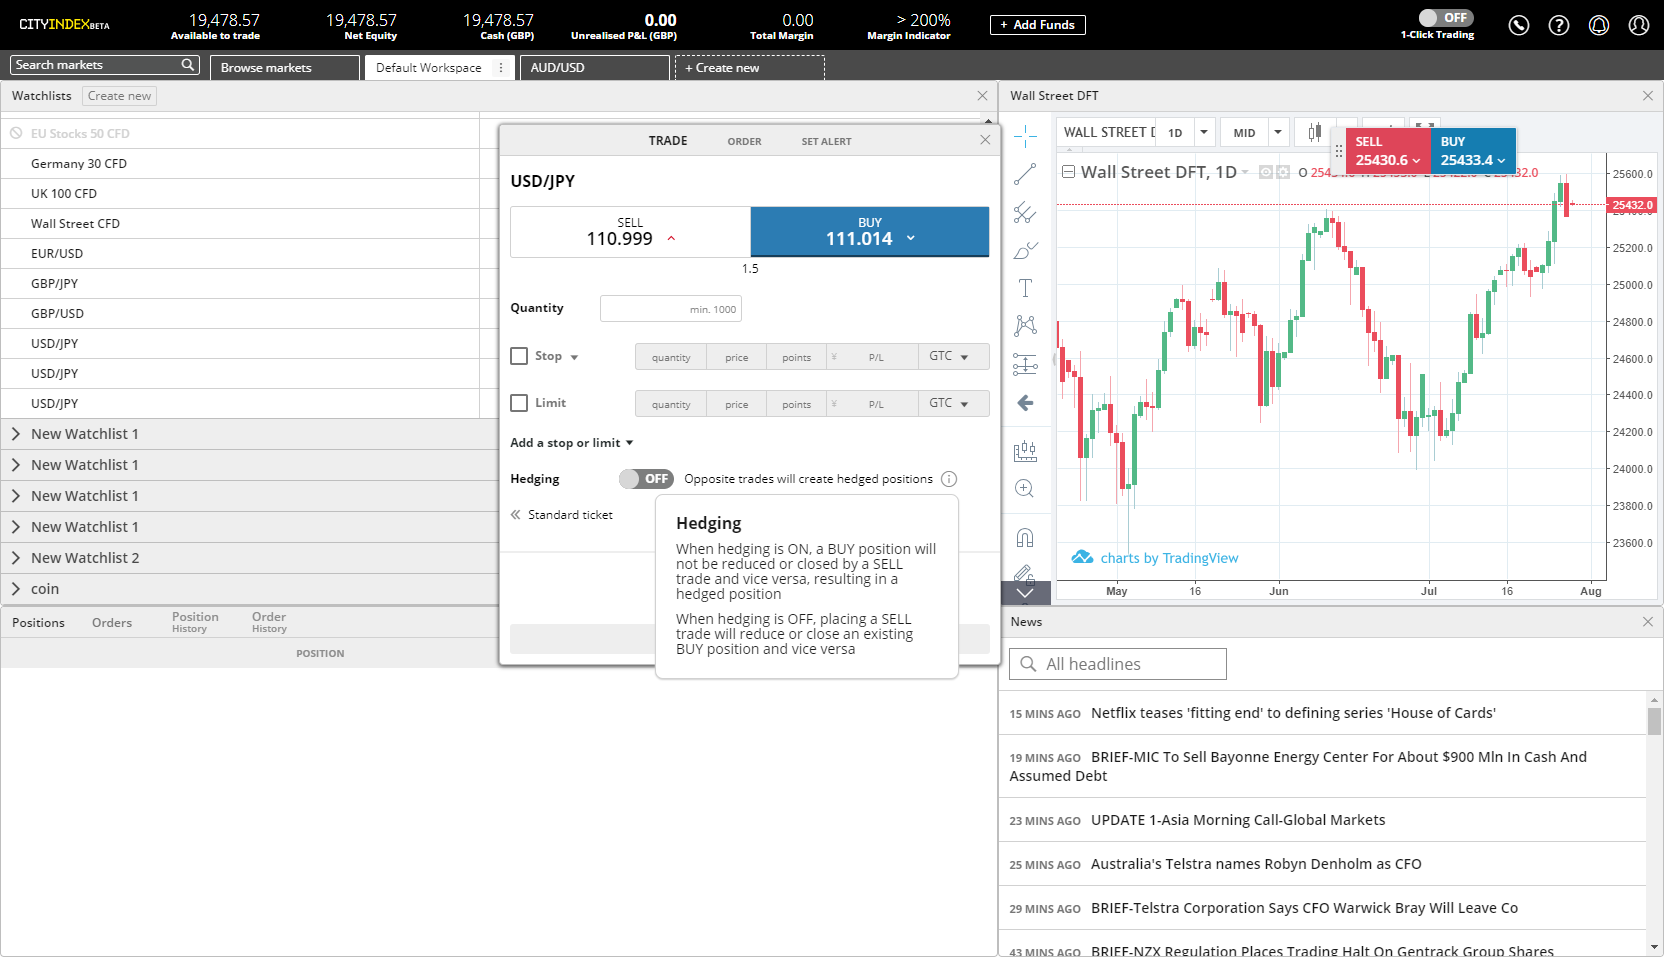 CITYINDEXBETA
19,478.57
Available to trade
19,478.57
Net Equity
19,478.57
Cash (GBP)
0.00
Unrealised P&L (GBP)
0.00
Total Margin
> 200%
Margin Indicator
+ Add Funds
OFF
1-Click Trading
Search markets
Browse markets
Default Workspace
AUD/USD
+ Create new
Watchlists
Create new
EU Stocks 50 CFD
Germany 30 CFD
UK 100 CFD
Wall Street CFD
EUR/USD
GBP/JPY
GBP/USD
USD/JPY
USD/JPY
USD/JPY
New Watchlist 1
New Watchlist 1
New Watchlist 1
New Watchlist 1
New Watchlist 2
coin
TRADE
ORDER
SET ALERT
USD/JPY
SELL
110.999
BUY
111.014
1.5
Quantity
min. 1000
Stop
quantity
price
points
¥
P/L
GTC
Limit
quantity
price
points
¥
P/L
GTC
Add a stop or limit
Hedging
OFF
Opposite trades will create hedged positions
Standard ticket
Hedging
When hedging is ON, a BUY position will
not be reduced or closed by a SELL
trade and vice versa, resulting in a
hedged position
When hedging is OFF, placing a SELL
trade will reduce or close an existing
BUY position and vice versa
Positions
Orders
Position
History
Order
History
POSITION
Wall Street DFT
WALL STREET D
1D
MID
SELL
25430.6
BUY
25433.4
Wall Street DFT, 1D
O
25600.0
25432.0
25200.0
25000.0
24800.0
24600.0
24400.0
24200.0
24000.0
23800.0
23600.0
charts by TradingView
May
16
Jun
Jul
16
Aug
News
All headlines
15 MINS AGO Netflix teases 'fitting end' to defining series 'House of Cards'
19 MINS AGO BRIEF-MIC To Sell Bayonne Energy Center For About $900 Mln In Cash And
Assumed Debt
23 MINS AGO UPDATE 1-Asia Morning Call-Global Markets
25 MINS AGO Australia's Telstra names Robyn Denholm as CFO
29 MINS AGO BRIEF-Telstra Corporation Says CFO Warwick Bray Will Leave Co
43 MINS AGO BRIEF-NZX Regulation Places Trading Halt On Gentrack Group Shares